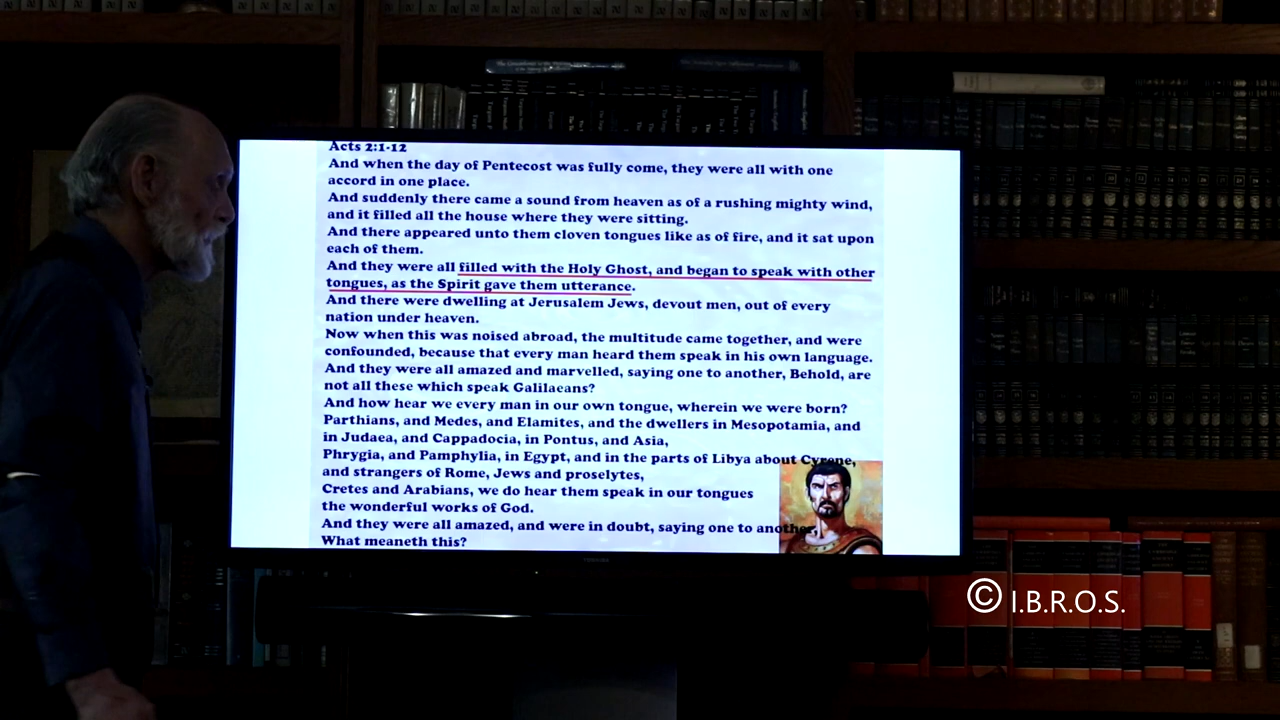 Acts 2:1-12
And when the day of Pentecost was fully come, they were all with one
accord in one place.
And suddenly there came a sound from heaven as of a rushing mighty wind,
and it filled all the house where they were sitting.
And there appeared unto them cloven tongues like as of fire, and it sat upon
each of them.
And they were all filled with the Holy Ghost, and began to speak with other
tongues, as the Spirit gave them utterance.
And there were dwelling at Jerusalem Jews, devout men, out of every
nation under heaven.
Now when this was noised abroad, the multitude came together, and were
confounded, because that every man heard them speak in his own language.
And they were all amazed and marvelled, saying one to another, Behold, are
not all these which speak Galilaeans?
And how hear we every man in our own tongue, wherein we were born?
Parthians, and Medes, and Elamites, and the dwellers in Mesopotamia, and
in Judaea, and Cappadocia, in Pontus, and Asia,
Phrygia, and Pamphylia, in Egypt, and in the parts of Libya about Cyrene,
and strangers of Rome, Jews and proselytes,
Cretes and Arabians, we do hear them speak in our tongues
the wonderful works of God.
And they were all amazed, and were in doubt, saying one to another,
What meaneth this?
TOSHIBA
© I.B.R.O.S.